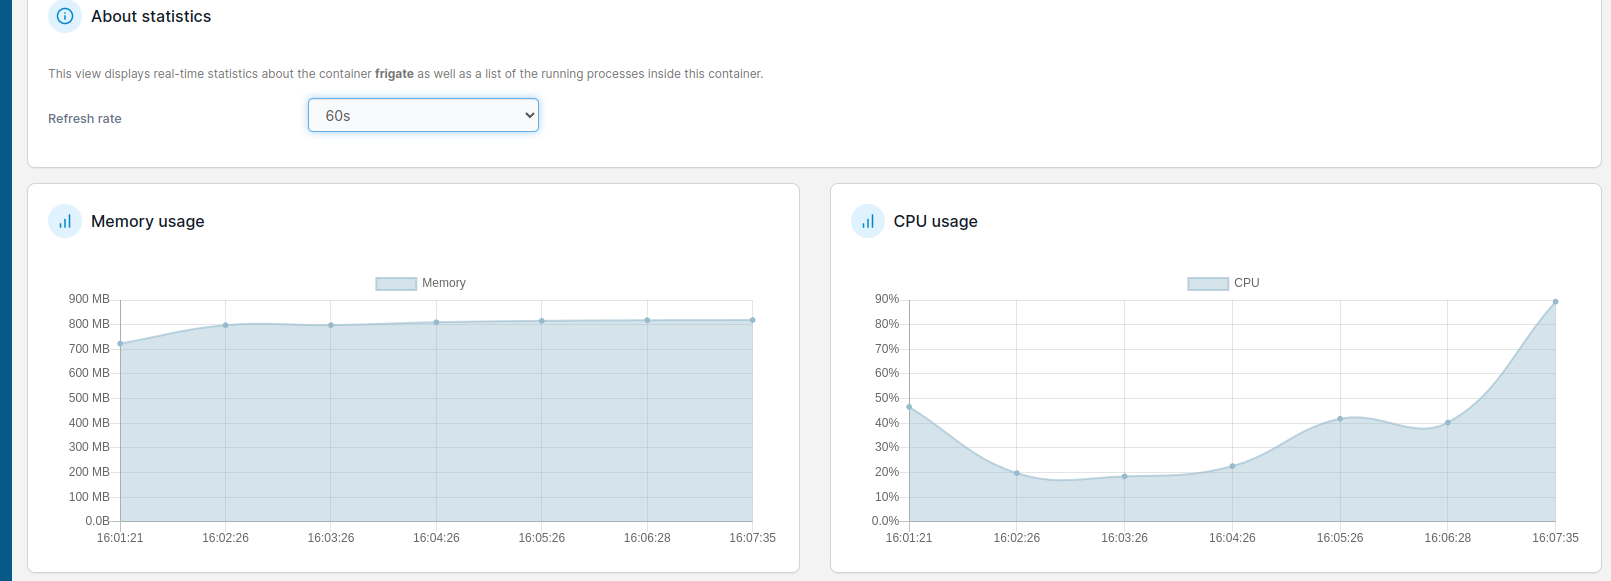 About statistics
This view displays real-time statistics about the container frigate as well as a list of the running processes inside this container.
Refresh rate
60s
Memory usage
Memory
900 MB
800 MB
700 MB
600 MB
500 MB
400 MB
300 MB
200 MB
100 MB
0.0B
16:01:21 16:02:26 16:03:26 16:04:26 16:05:26 16:06:28 16:07:35
CPU usage
CPU
90%
80%
70%
60%
50%
40%
30%
20%
10%
0.0%
16:01:21 16:02:26 16:03:26 16:04:26 16:05:26 16:06:28 16:07:35